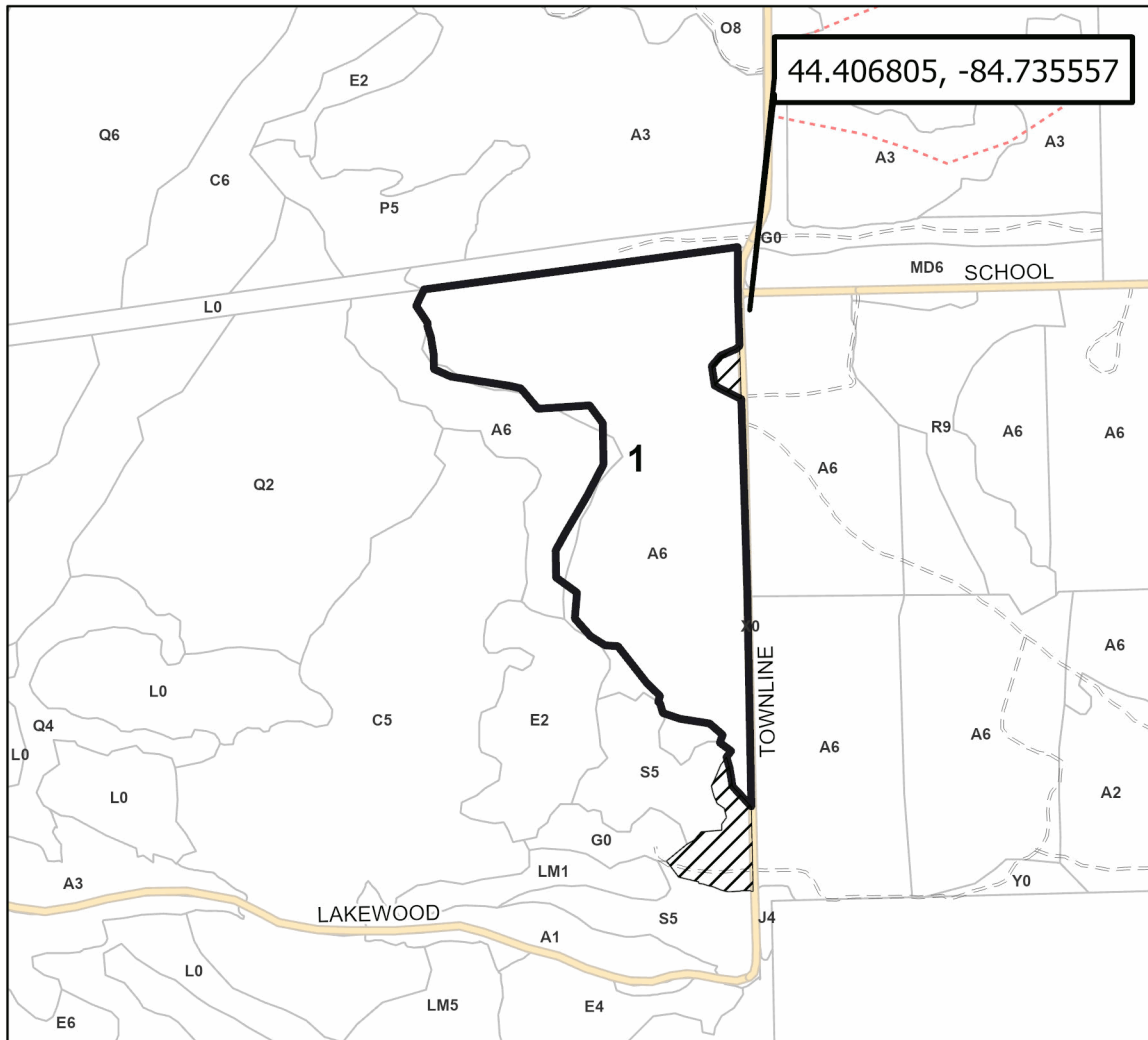 O8
44.406805, -84.735557
E2
Q6
A3
A3
A3
C6
P5
G0
MD6
SCHOOL
L0
A6
R9
A6
A6
1
A6
Q2
A6
X0
TOWNLINE
A6
L0
C5
E2
Q4
A6
A6
L0
S5
L0
A2
G0
LM1
A3
Y0
LAKEWOOD
S5
J4
A1
L0
LM5
E4
E6